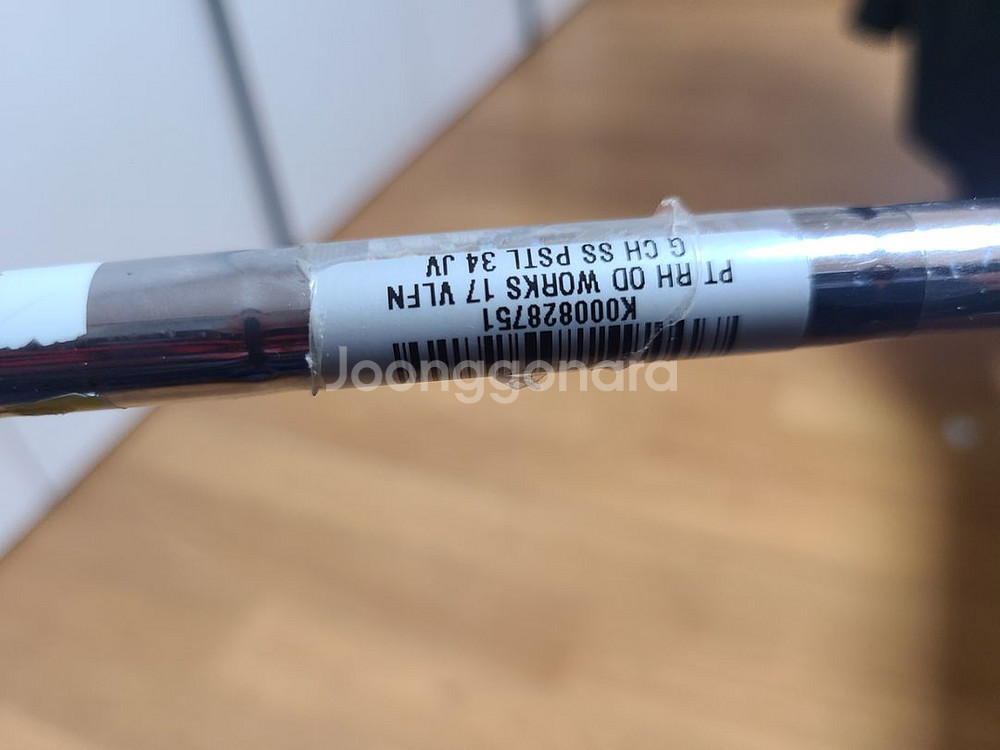 K000828751
PT RH OD WORKS 17 VLFN
G CH SS PSTL 34 JV
Joonggonara